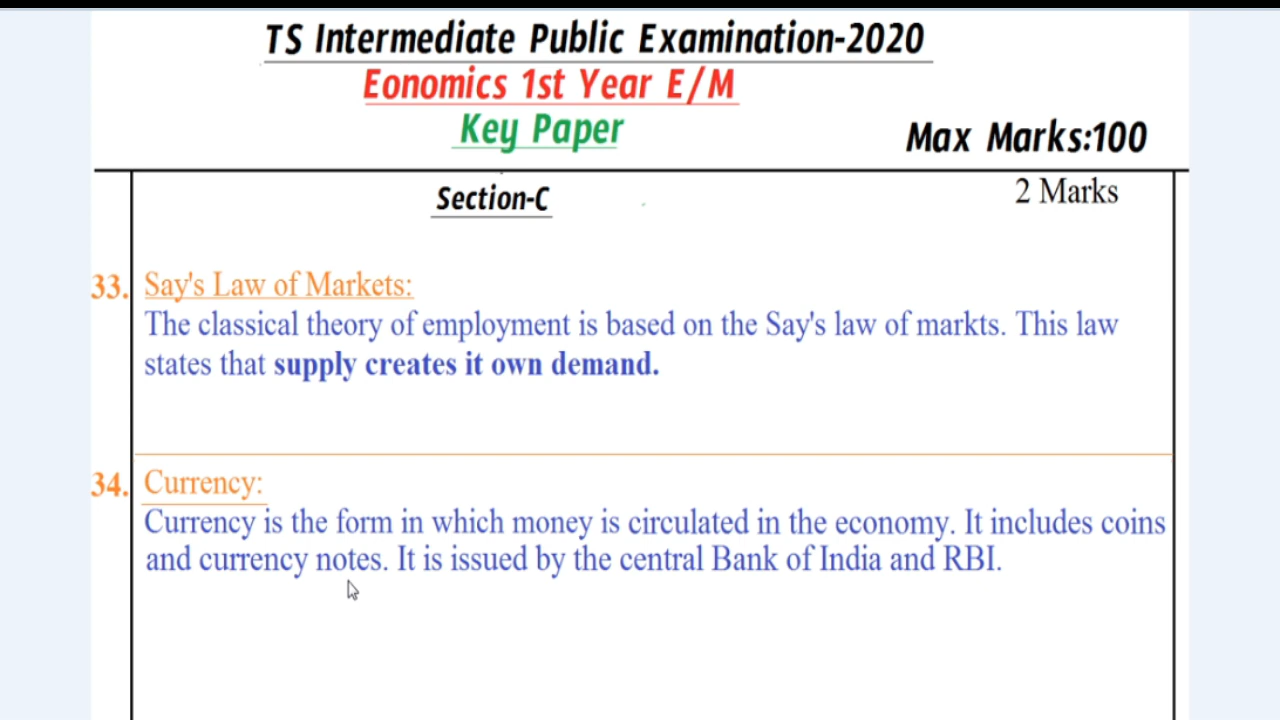 TS Intermediate Public Examination-2020
Eonomics 1st Year E/M
Key Paper
Max Marks:100
Section-C
2 Marks
33. Say's Law of Markets:
The classical theory of employment is based on the Say's law of markts. This law
states that supply creates it own demand.
34. Currency:
Currency is the form in which money is circulated in the economy. It includes coins
and currency notes. It is issued by the central Bank of India and RBI.